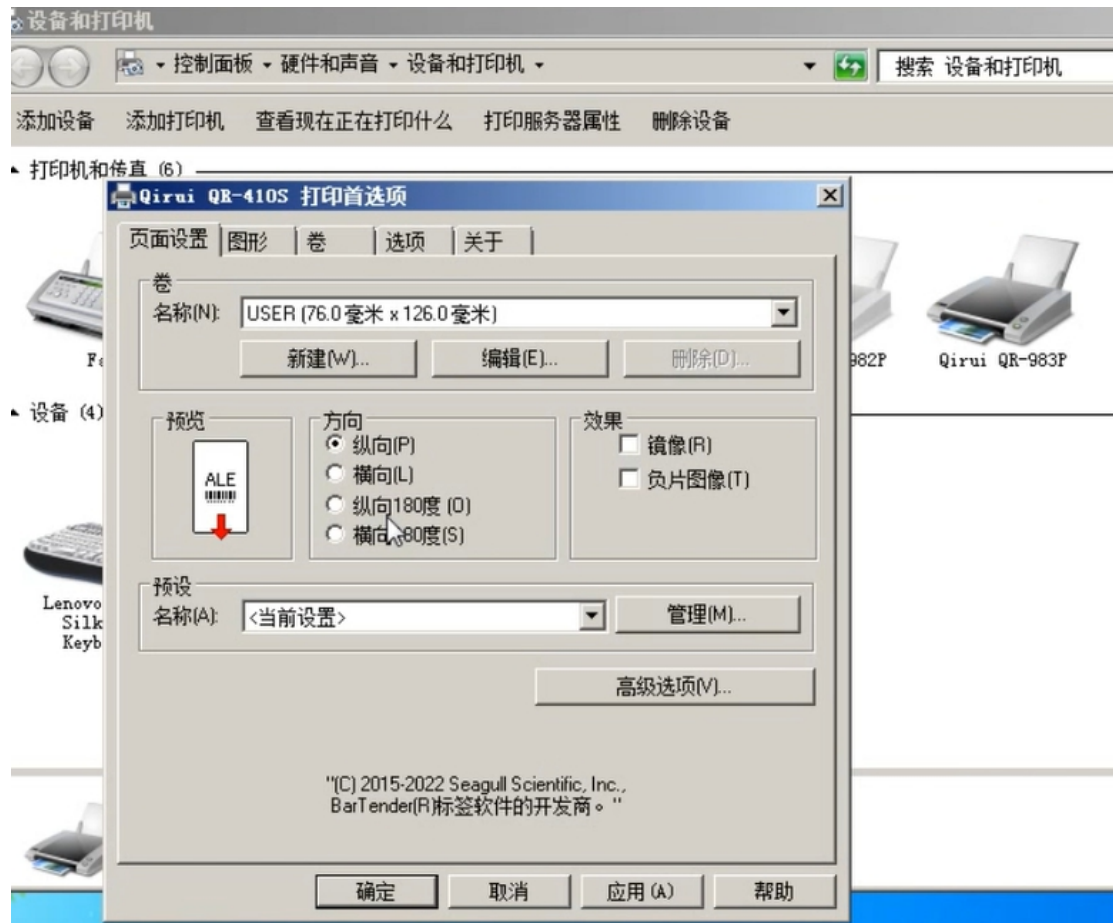 设备和打印机
控制面板 硬件和声音 设备和打印机
搜索 设备和打印机
添加设备 添加打印机 查看现在正在打印什么 打印服务器属性 删除设备
打印机和传真 (6)
Qirui QR-410S 打印首选项
页面设置 图形 卷 选项 关于
卷
名称(N): USER (76.0 毫米 x 126.0 毫米)
新建(W)... 编辑(E)... 删除(D)...
Fa
982P
Qirui QR-983P
设备 (4)
预览
ALE
方向
纵向(P)
横向(L)
纵向180度 (O)
横向180度(S)
效果
镜像(R)
负片图像(T)
Lenovo
Silk
Keyb
预设
名称(A): <当前设置> 管理(M)...
高级选项(V)...
"(C) 2015-2022 Seagull Scientific, Inc.,
BarTender(R)标签软件的开发商。"
确定 取消 应用(A) 帮助